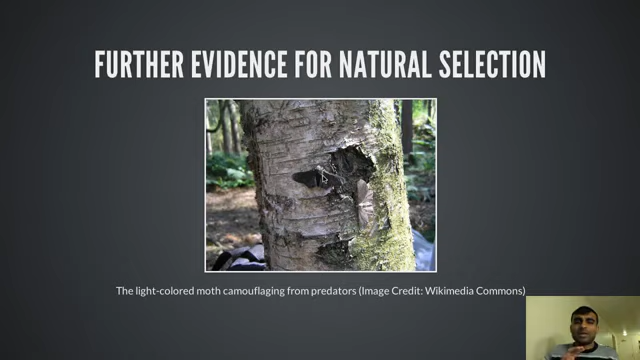 FURTHER EVIDENCE FOR NATURAL SELECTION
The light-colored moth camouflaging from predators (Image Credit: Wikimedia Commons)